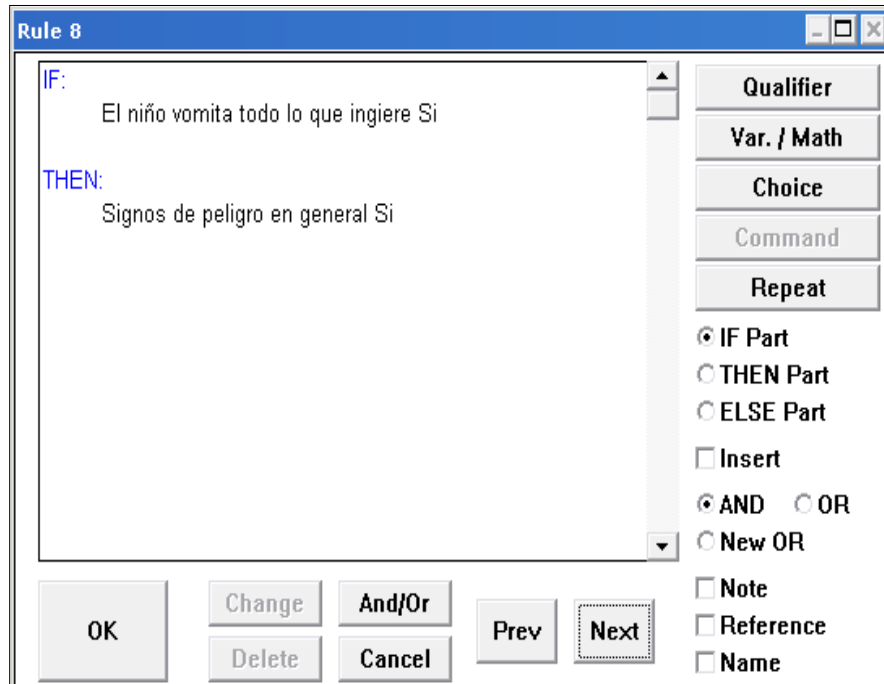 Rule 8
IF:
El niño vomita todo lo que ingiere Si
THEN:
Signos de peligro en general Si
Qualifier
Var. / Math
Choice
Command
Repeat
IF Part
THEN Part
ELSE Part
Insert
AND OR
New OR
Note
Reference
Name
OK
Change
And/Or
Delete
Cancel
Prev
Next